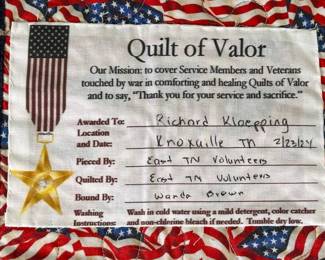 Quilt of Valor
Our Mission: to cover Service Members and Veterans
touched by war in comforting and healing Quilts of Valor
and to say, "Thank you for your service and sacrifice."
Awarded To: Richard Kloepping
Location
and Date: Knoxville Tn 2/23/24
Pieced By: East TN Volunteers
Quilted By: East TN Volunteers
Bound By: Wanda Brown
Washing Wash in cold water using a mild detergent, color catcher
Instructions: and non-chlorine bleach if needed. Tumble dry low.